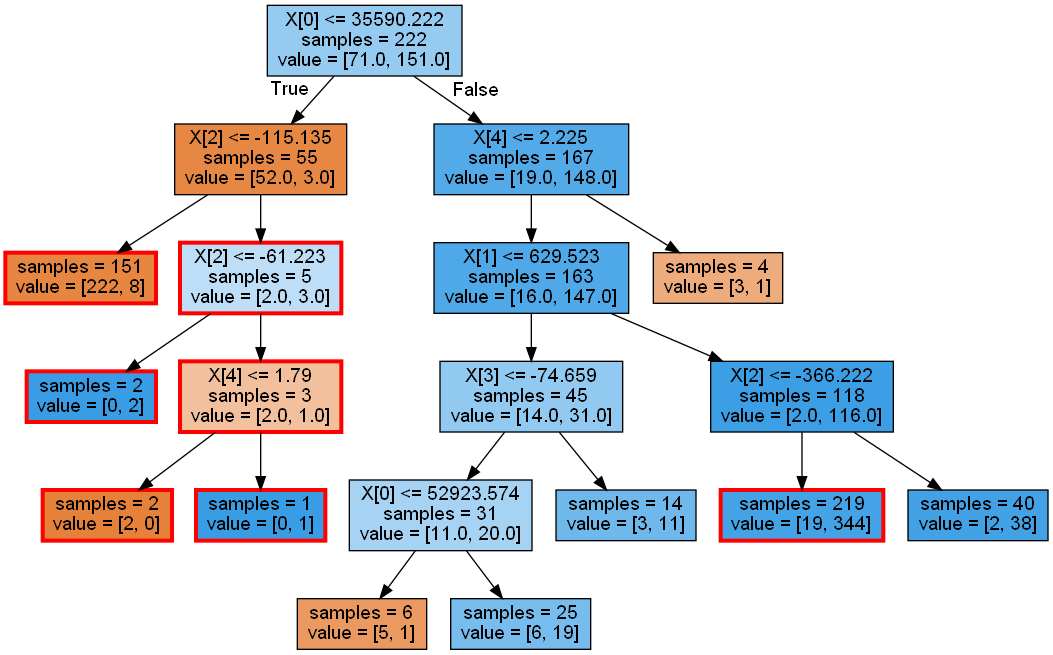 X[0] <= 35590.222
samples = 222
value = [71.0, 151.0]
True
False
X[2] <= -115.135
samples = 55
value = [52.0, 3.0]
X[4] <= 2.225
samples = 167
value = [19.0, 148.0]
samples = 151
value = [222, 8]
X[2] <= -61.223
samples = 5
value = [2.0, 3.0]
X[1] <= 629.523
samples = 163
value = [16.0, 147.0]
samples = 4
value = [3, 1]
samples = 2
value = [0, 2]
X[4] <= 1.79
samples = 3
value = [2.0, 1.0]
X[3] <= -74.659
samples = 45
value = [14.0, 31.0]
X[2] <= -366.222
samples = 118
value = [2.0, 116.0]
samples = 2
value = [2, 0]
samples = 1
value = [0, 1]
X[0] <= 52923.574
samples = 31
value = [11.0, 20.0]
samples = 14
value = [3, 11]
samples = 219
value = [19, 344]
samples = 40
value = [2, 38]
samples = 6
value = [5, 1]
samples = 25
value = [6, 19]